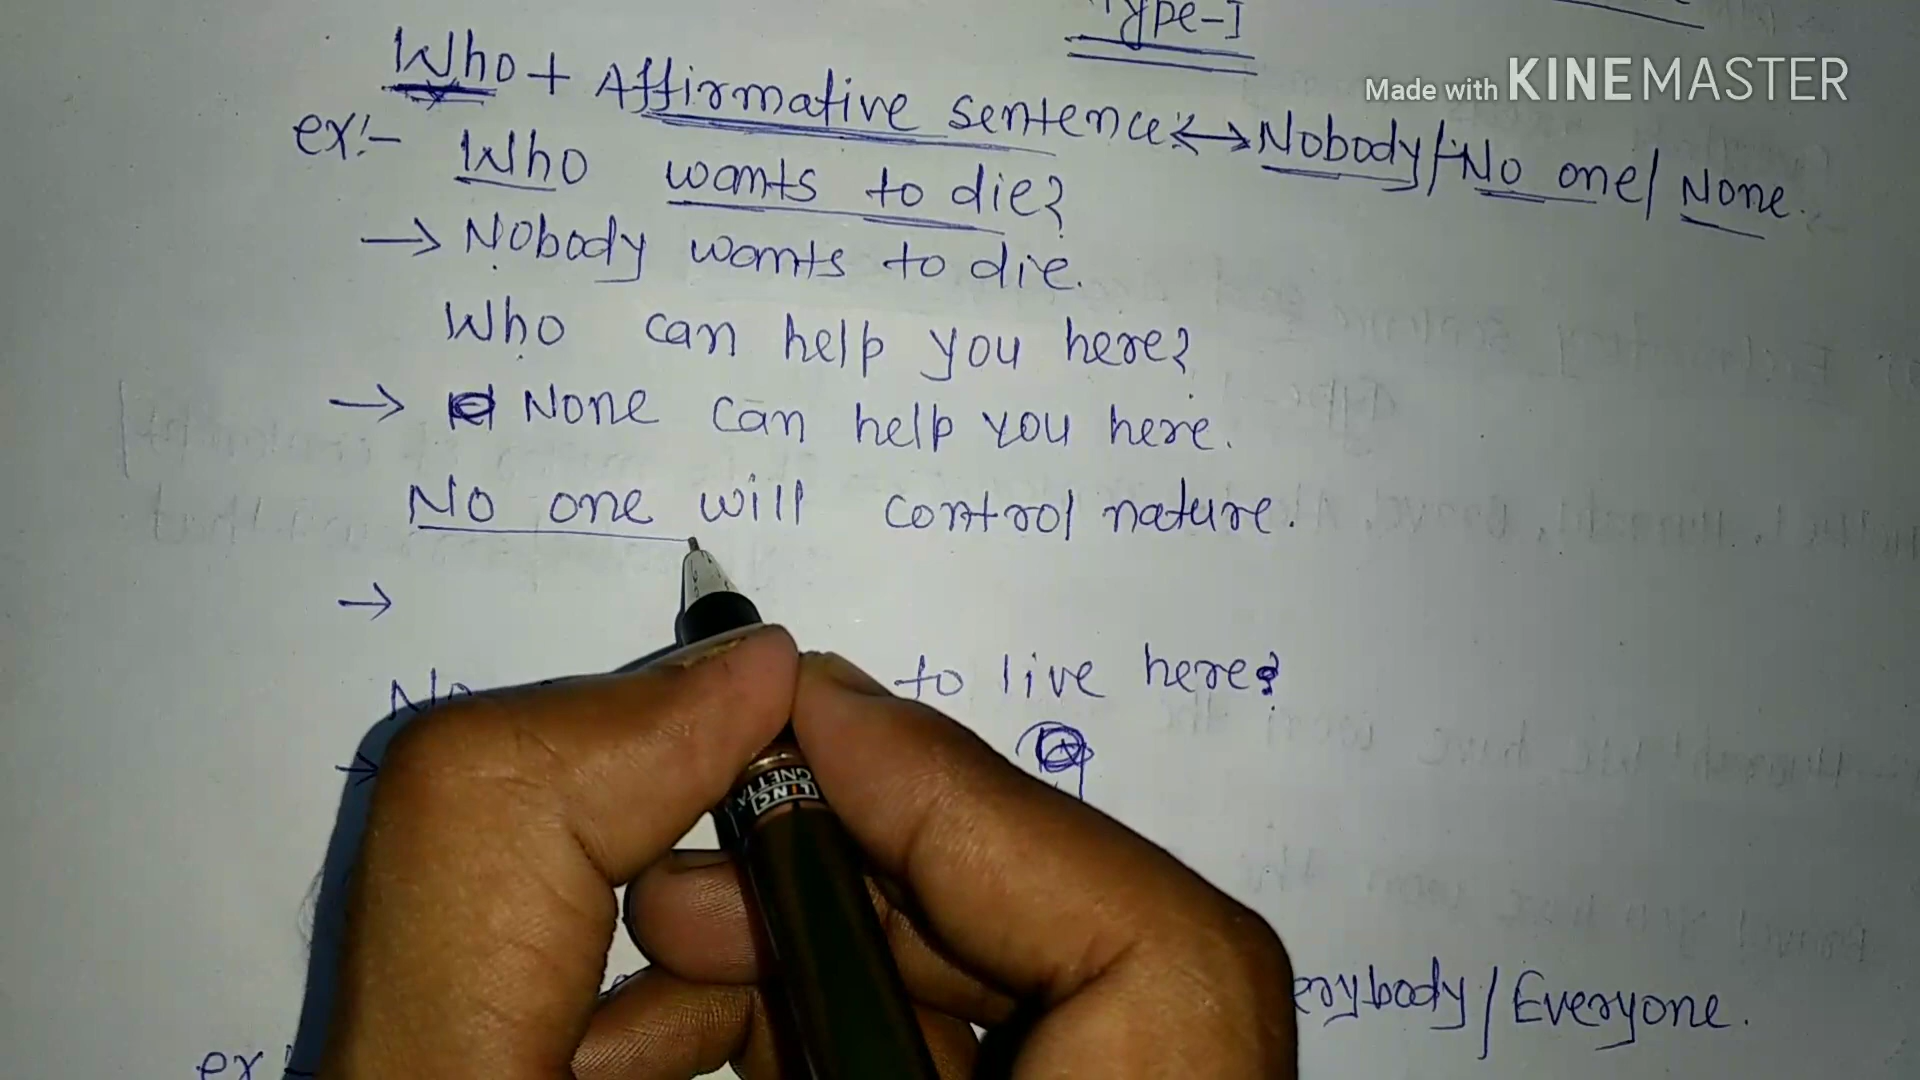 Type-I
Made with KINEMASTER
Who + Affirmative sentence ↔ Nobody/No one/None.
ex:- Who wants to die?
→ Nobody wants to die.
Who can help you here?
→ None can help you here.
No one will control nature.
→
to live here?
→
LINC
/Everyone.
ex: